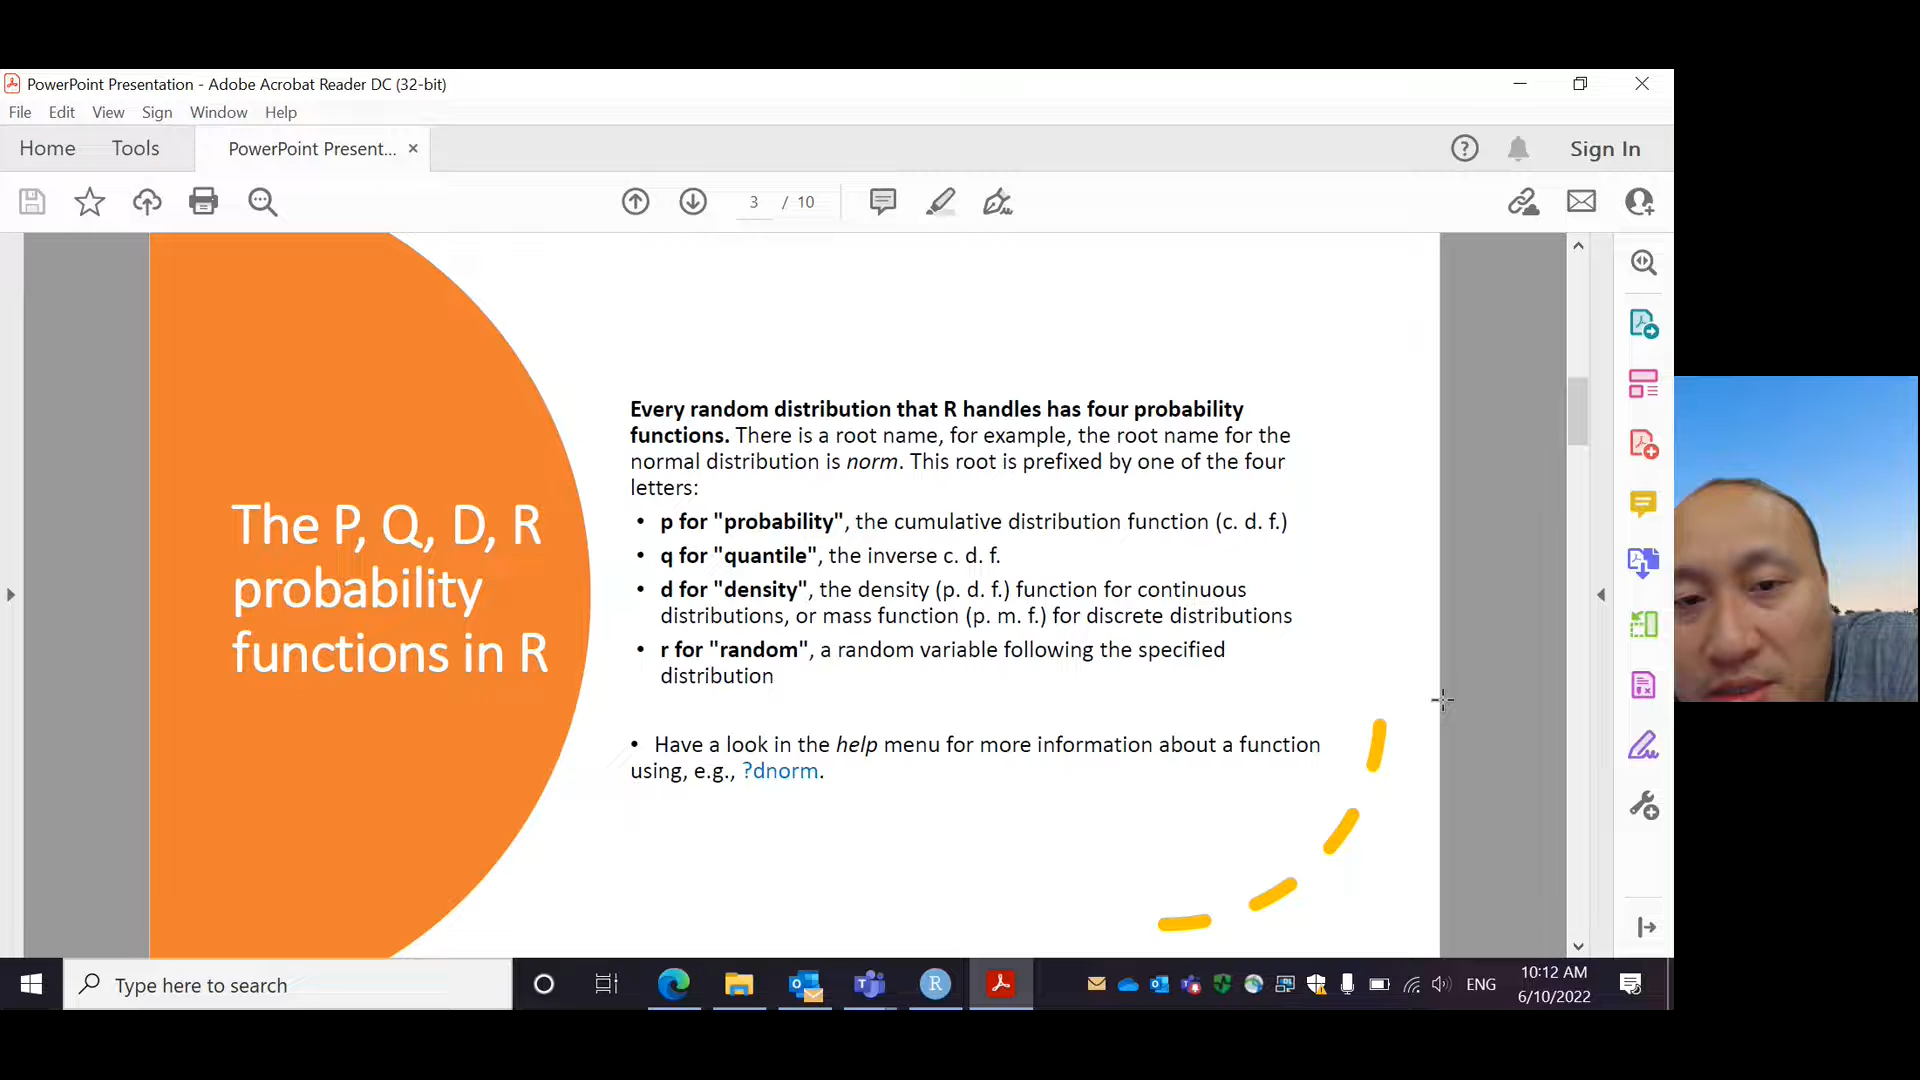 PowerPoint Presentation - Adobe Acrobat Reader DC (32-bit)
File Edit View Sign Window Help
Home Tools PowerPoint Present... ×
Sign In
3 / 10
The P, Q, D, R
probability
functions in R
Every random distribution that R handles has four probability
functions. There is a root name, for example, the root name for the
normal distribution is norm. This root is prefixed by one of the four
letters:
• p for "probability", the cumulative distribution function (c. d. f.)
• q for "quantile", the inverse c. d. f.
• d for "density", the density (p. d. f.) function for continuous
distributions, or mass function (p. m. f.) for discrete distributions
• r for "random", a random variable following the specified
distribution
• Have a look in the help menu for more information about a function
using, e.g., ?dnorm.
Type here to search
ENG
10:12 AM
6/10/2022